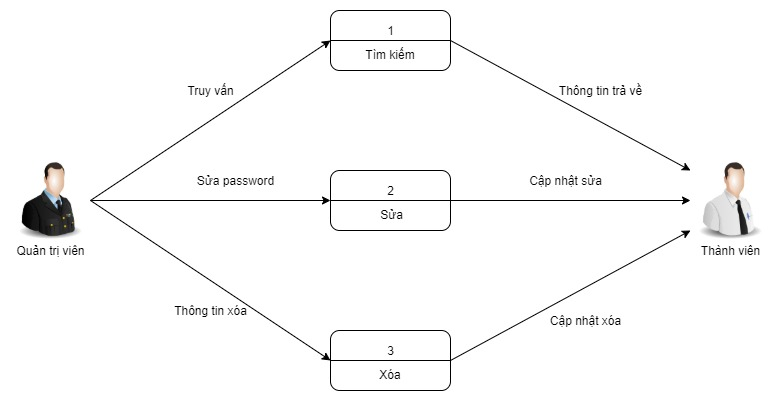 1
Tìm kiếm
Truy vấn
Thông tin trả về
Sửa password
2
Sửa
Cập nhật sửa
Quản trị viên
Thành viên
Thông tin xóa
Cập nhật xóa
3
Xóa